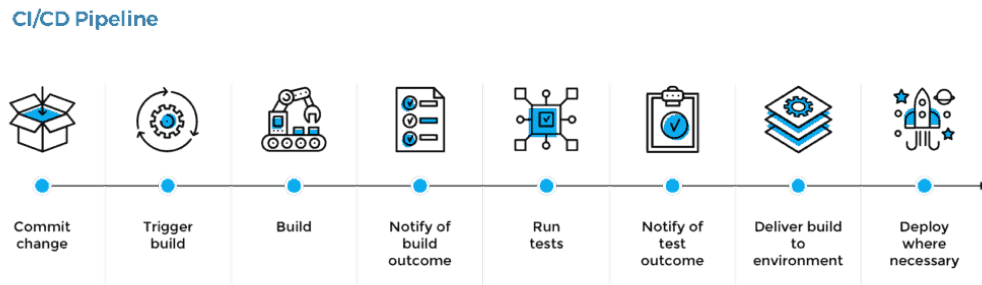 CI/CD Pipeline
Commit
change
Trigger
build
Build
Notify of
build
outcome
Run
tests
Notify of
test
outcome
Deliver build
to
environment
Deploy
where
necessary